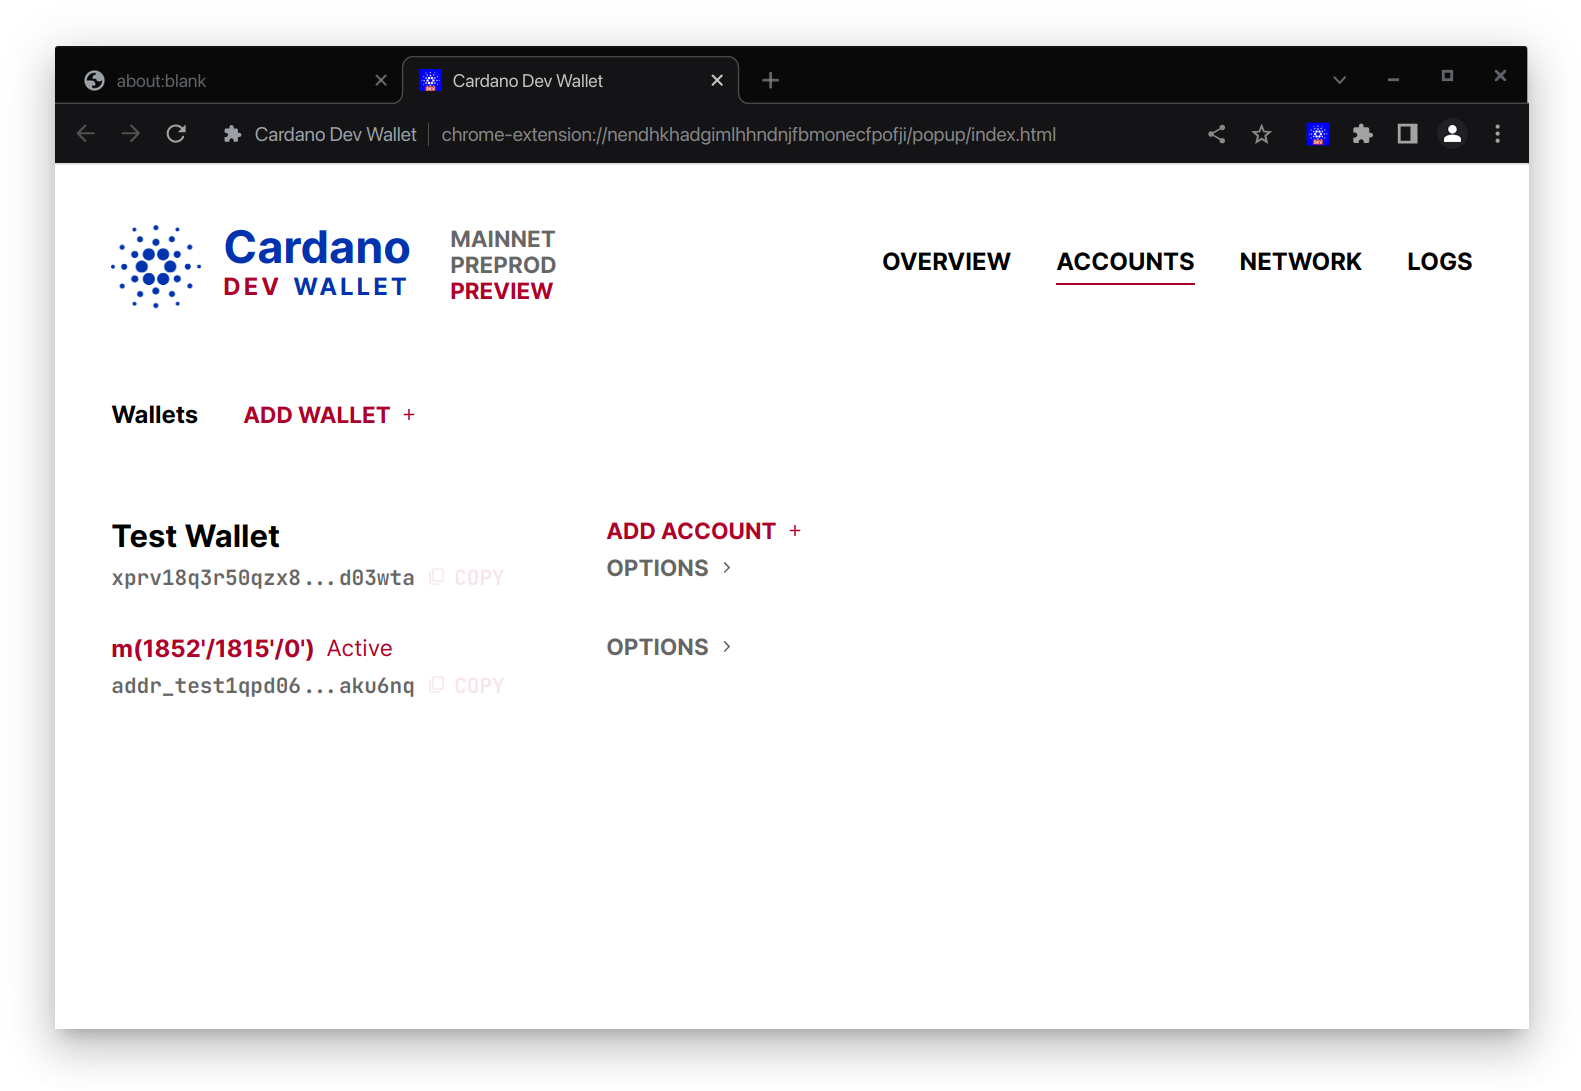 about:blank
Cardano Dev Wallet
Cardano Dev Wallet
chrome-extension://nendhkhadgimlhhndnjfbmonecfpofji/popup/index.html
Cardano
DEV WALLET
MAINNET
PREPROD
PREVIEW
OVERVIEW
ACCOUNTS
NETWORK
LOGS
Wallets
ADD WALLET +
Test Wallet
ADD ACCOUNT +
xprv18q3r50qzx8...d03wta
COPY
OPTIONS >
m(1852'/1815'/0') Active
OPTIONS >
addr_test1qpd06...aku6nq
COPY